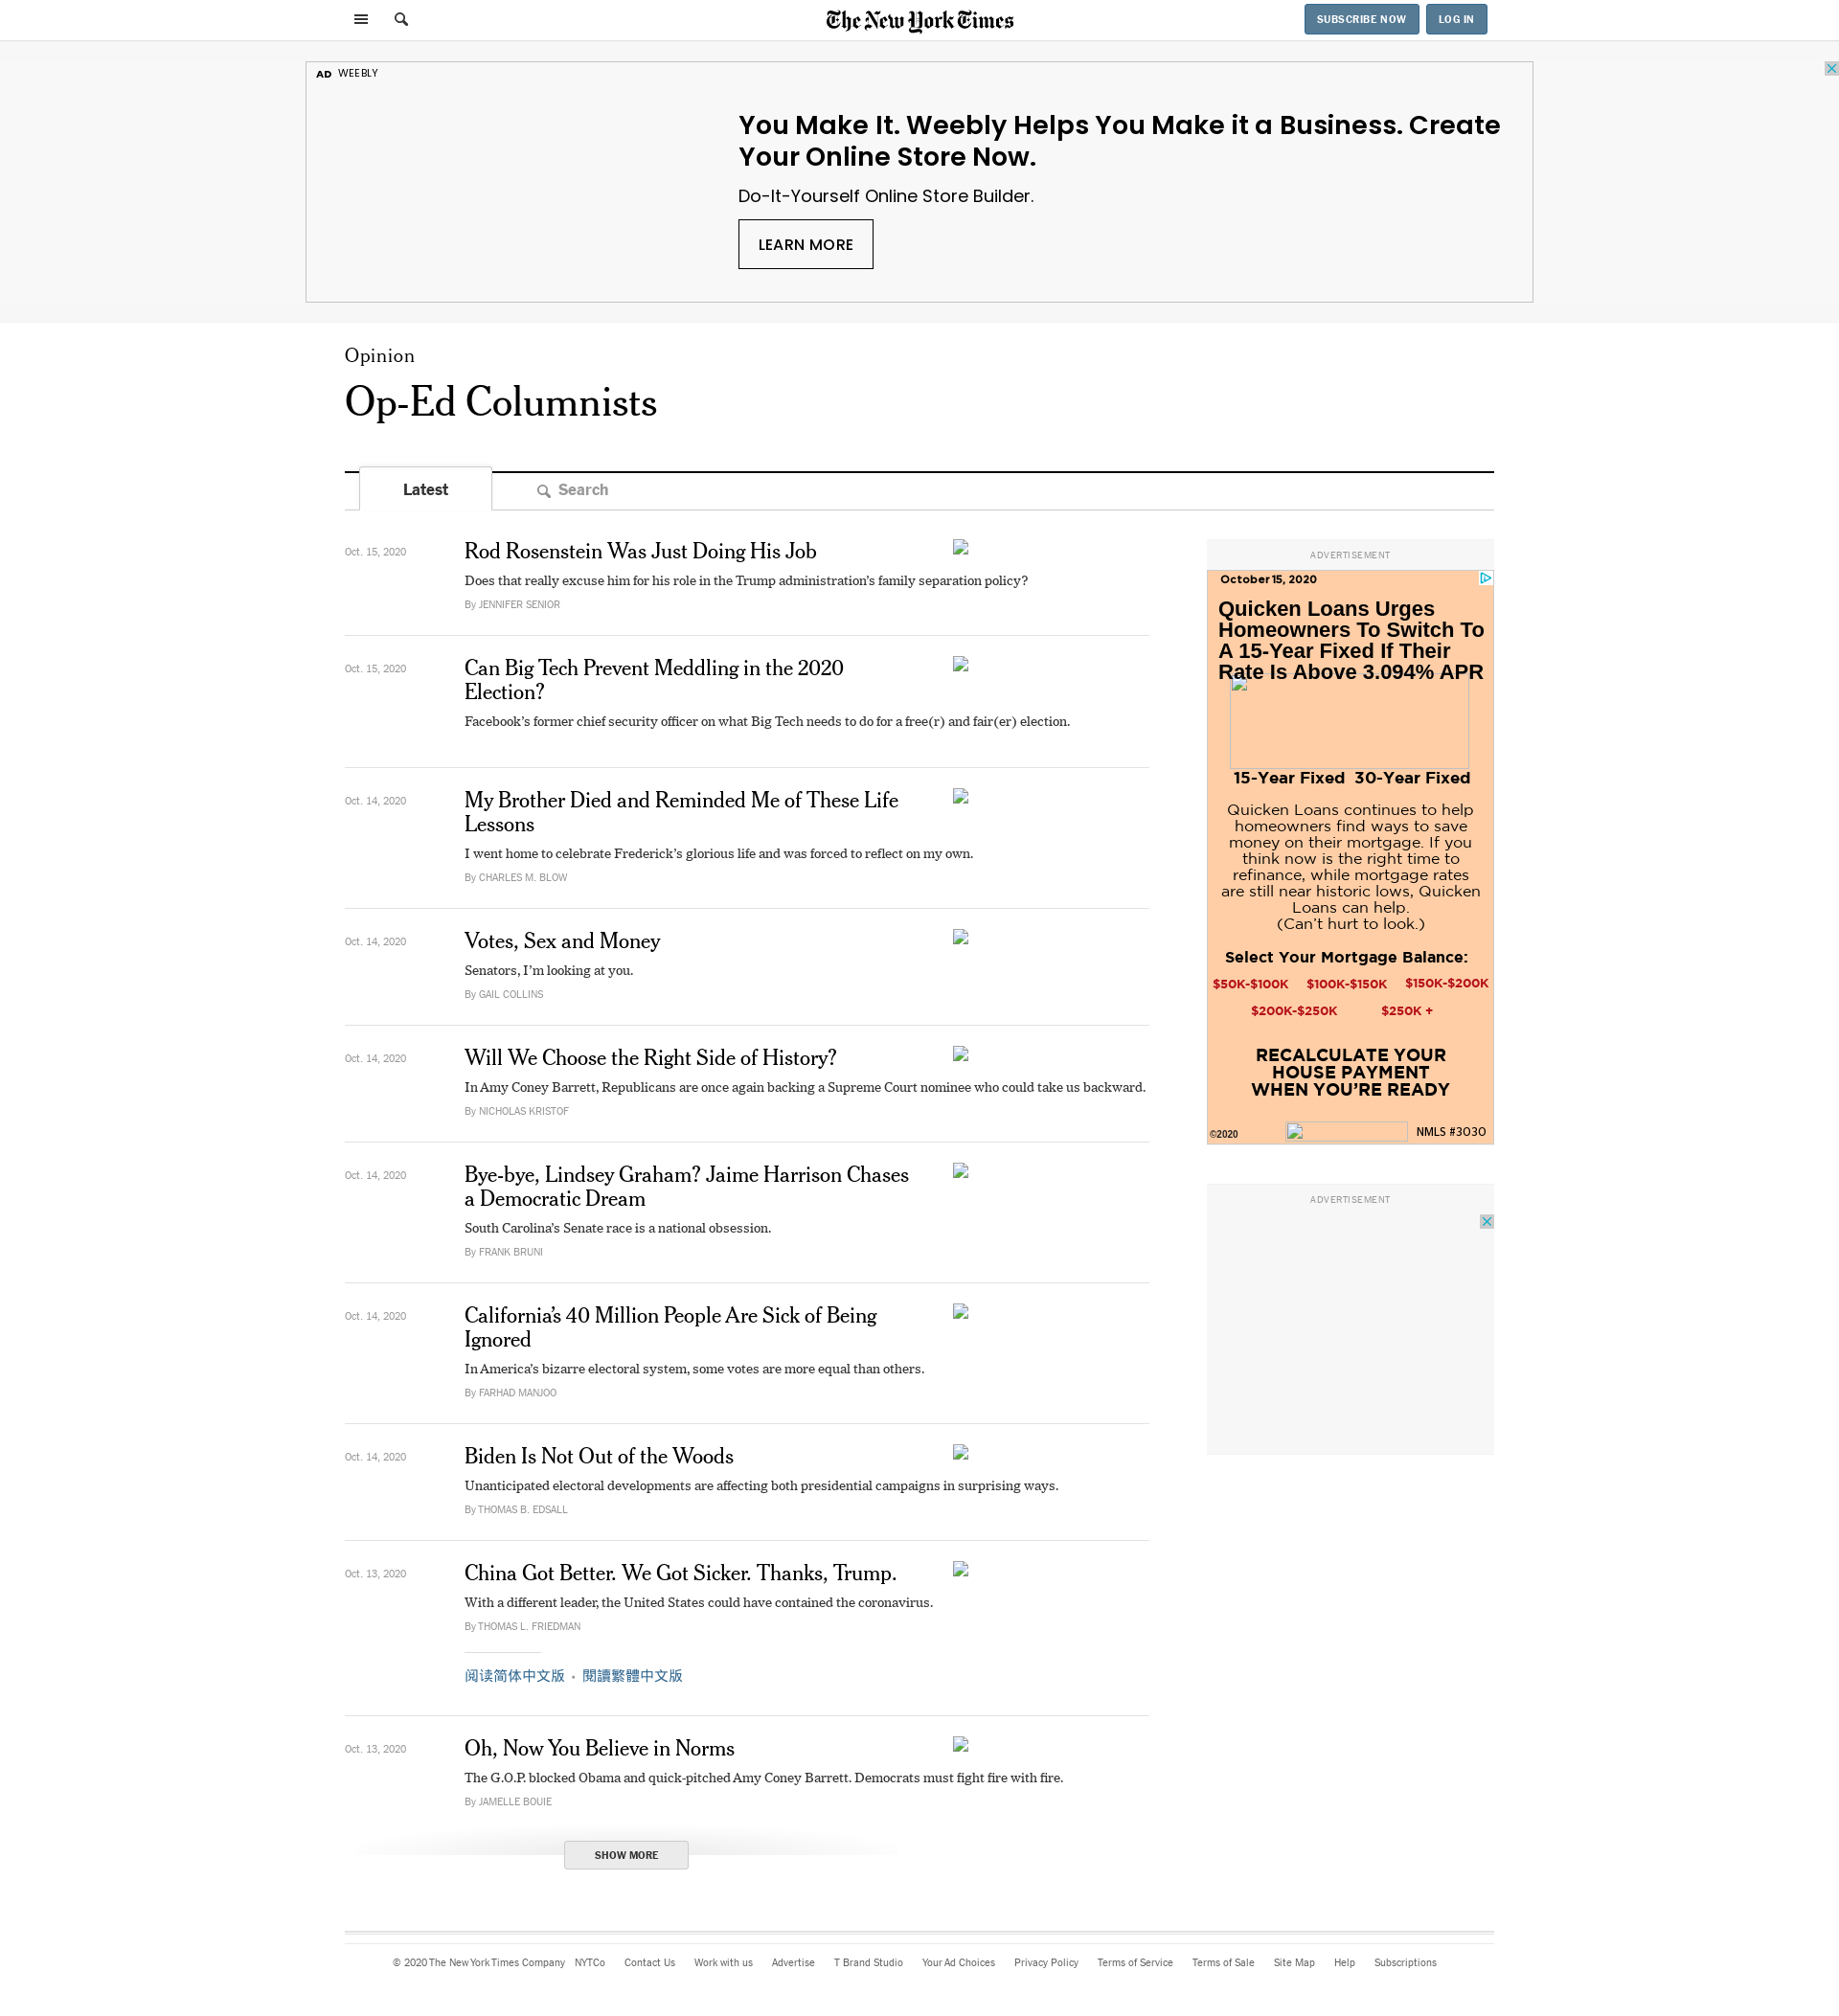 The New York Times
SUBSCRIBE NOW
LOG IN
AD WEEBLY
You Make It. Weebly Helps You Make it a Business. Create
Your Online Store Now.
Do-It-Yourself Online Store Builder.
LEARN MORE
Opinion
Op-Ed Columnists
Latest
Search
Oct. 15, 2020
Rod Rosenstein Was Just Doing His Job
Does that really excuse him for his role in the Trump administration’s family separation policy?
By JENNIFER SENIOR
Oct. 15, 2020
Can Big Tech Prevent Meddling in the 2020
Election?
Facebook’s former chief security officer on what Big Tech needs to do for a free(r) and fair(er) election.
Oct. 14, 2020
My Brother Died and Reminded Me of These Life
Lessons
I went home to celebrate Frederick’s glorious life and was forced to reflect on my own.
By CHARLES M. BLOW
Oct. 14, 2020
Votes, Sex and Money
Senators, I’m looking at you.
By GAIL COLLINS
Oct. 14, 2020
Will We Choose the Right Side of History?
In Amy Coney Barrett, Republicans are once again backing a Supreme Court nominee who could take us backward.
By NICHOLAS KRISTOF
Oct. 14, 2020
Bye-bye, Lindsey Graham? Jaime Harrison Chases
a Democratic Dream
South Carolina’s Senate race is a national obsession.
By FRANK BRUNI
Oct. 14, 2020
California’s 40 Million People Are Sick of Being
Ignored
In America’s bizarre electoral system, some votes are more equal than others.
By FARHAD MANJOO
Oct. 14, 2020
Biden Is Not Out of the Woods
Unanticipated electoral developments are affecting both presidential campaigns in surprising ways.
By THOMAS B. EDSALL
Oct. 13, 2020
China Got Better. We Got Sicker. Thanks, Trump.
With a different leader, the United States could have contained the coronavirus.
By THOMAS L. FRIEDMAN
阅读简体中文版 • 閱讀繁體中文版
Oct. 13, 2020
Oh, Now You Believe in Norms
The G.O.P. blocked Obama and quick-pitched Amy Coney Barrett. Democrats must fight fire with fire.
By JAMELLE BOUIE
SHOW MORE
ADVERTISEMENT
October 15, 2020
Quicken Loans Urges
Homeowners To Switch To
A 15-Year Fixed If Their
Rate Is Above 3.094% APR
15-Year Fixed 30-Year Fixed
Quicken Loans continues to help
homeowners find ways to save
money on their mortgage. If you
think now is the right time to
refinance, while mortgage rates
are still near historic lows, Quicken
Loans can help.
(Can’t hurt to look.)
Select Your Mortgage Balance:
$50K-$100K $100K-$150K $150K-$200K
$200K-$250K $250K +
RECALCULATE YOUR
HOUSE PAYMENT
WHEN YOU’RE READY
©2020 NMLS #3030
ADVERTISEMENT
© 2020 The New York Times Company NYTCo Contact Us Work with us Advertise T Brand Studio Your Ad Choices Privacy Policy Terms of Service Terms of Sale Site Map Help Subscriptions